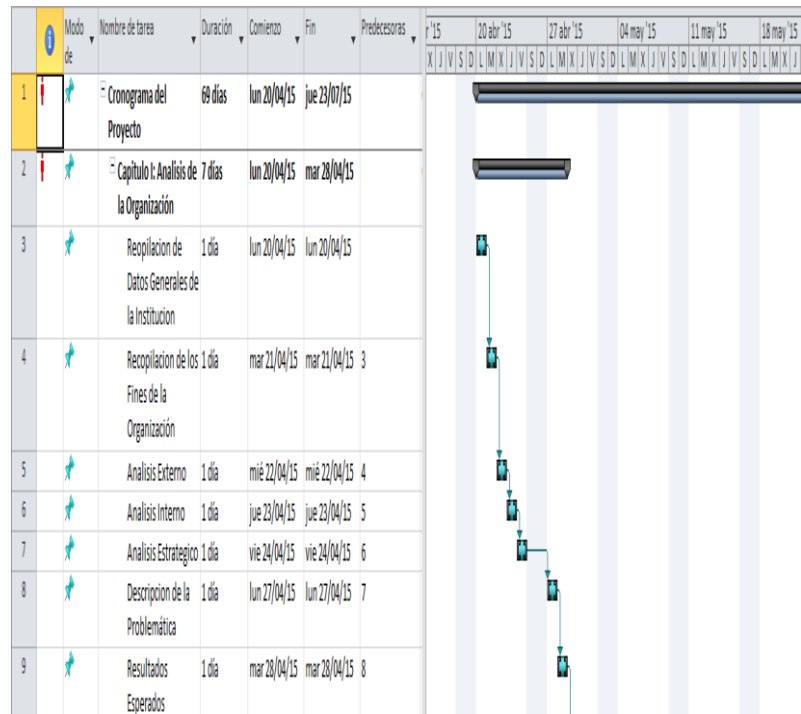 Modo de Nombre de tarea Duración Comienzo Fin Predecesoras
'15 20 abr '15 27 abr '15 04 may '15 11 may '15 18 may '15
X J V S D L M X J V S D L M X J V S D L M X J V S D L M X J V S D L M X J
1 Cronograma del 69 días lun 20/04/15 jue 23/07/15
Proyecto
2 Capitulo I: Analisis de 7 días lun 20/04/15 mar 28/04/15
la Organización
3 Reopilacion de 1 día lun 20/04/15 lun 20/04/15
Datos Generales de
la Institucion
4 Recopilacion de los 1 día mar 21/04/15 mar 21/04/15 3
Fines de la
Organización
5 Analisis Externo 1 día mié 22/04/15 mié 22/04/15 4
6 Analisis Interno 1 día jue 23/04/15 jue 23/04/15 5
7 Analisis Estrategico 1 día vie 24/04/15 vie 24/04/15 6
8 Descripcion de la 1 día lun 27/04/15 lun 27/04/15 7
Problemática
9 Resultados 1 día mar 28/04/15 mar 28/04/15 8
Esperados